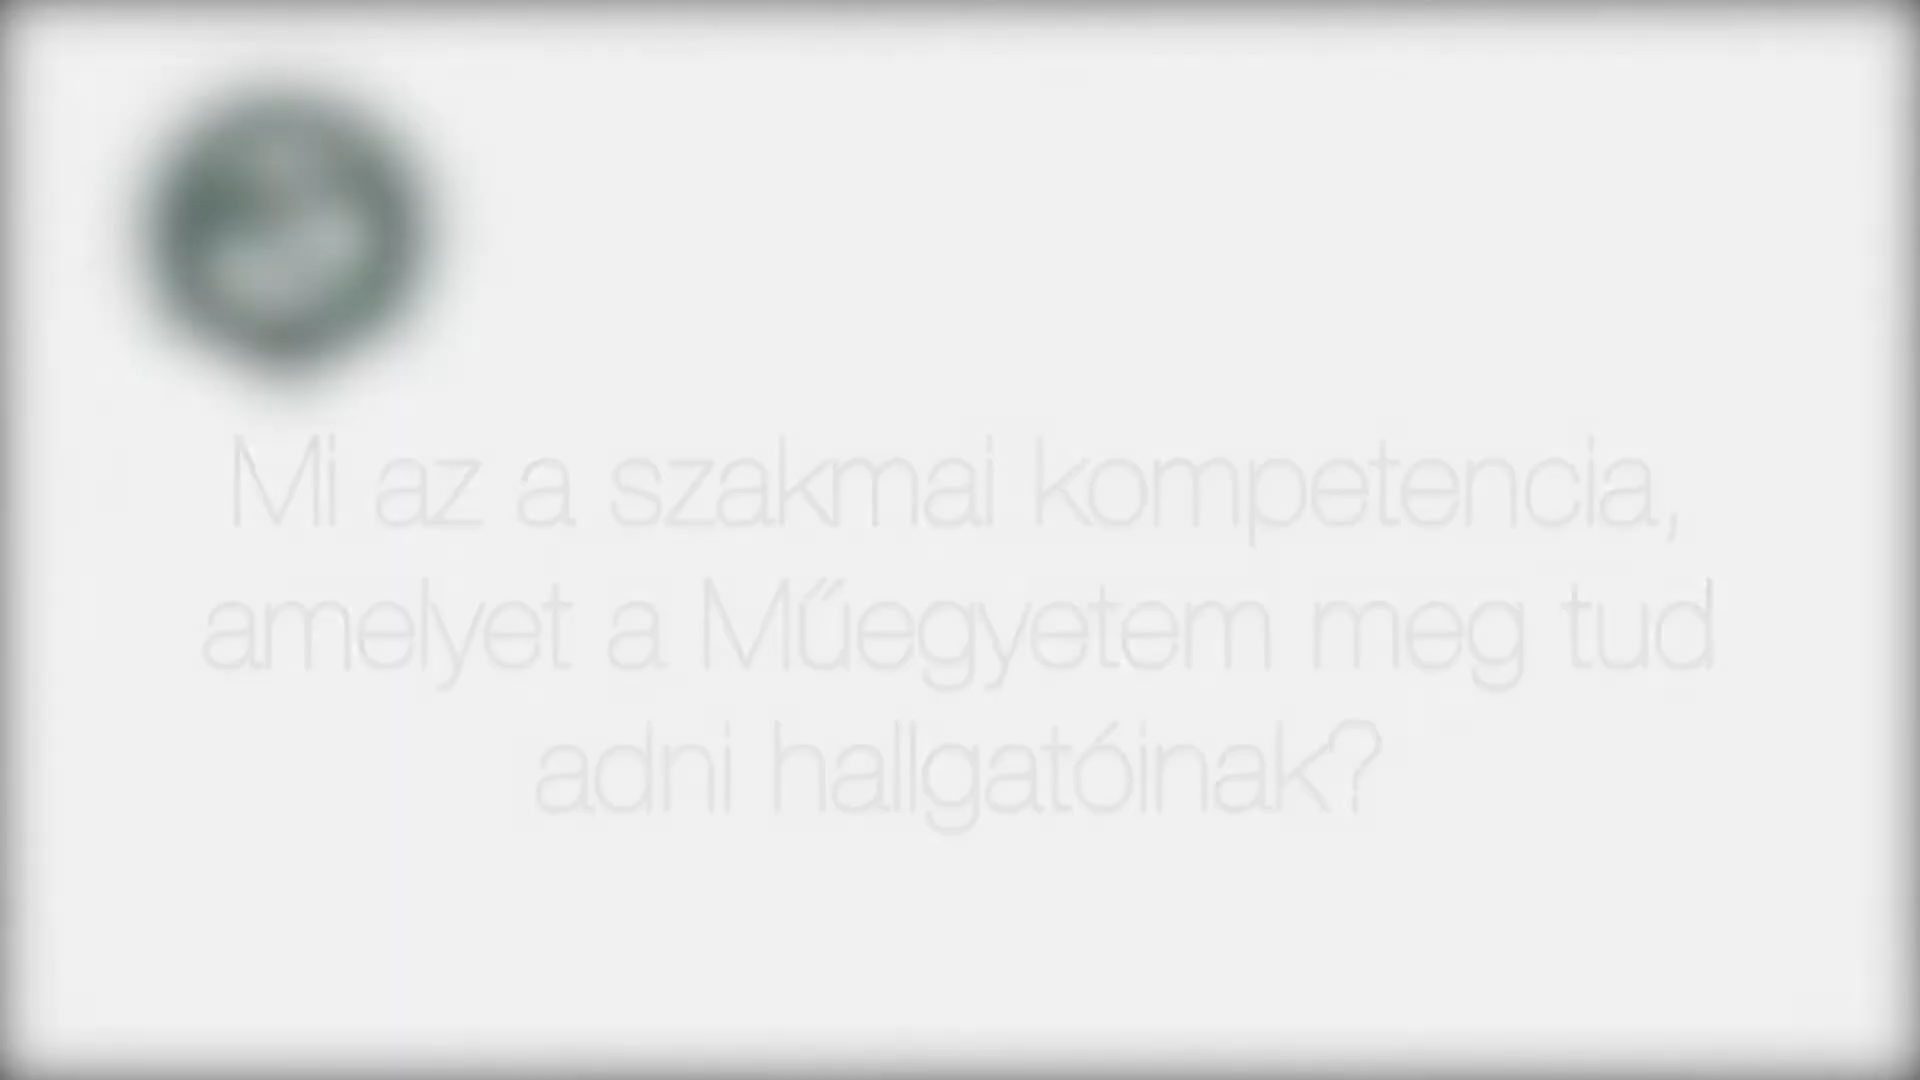 Mi az a szakmai kompetencia,
amelyet a Műegyetem meg tud
adni hallgatóinak?